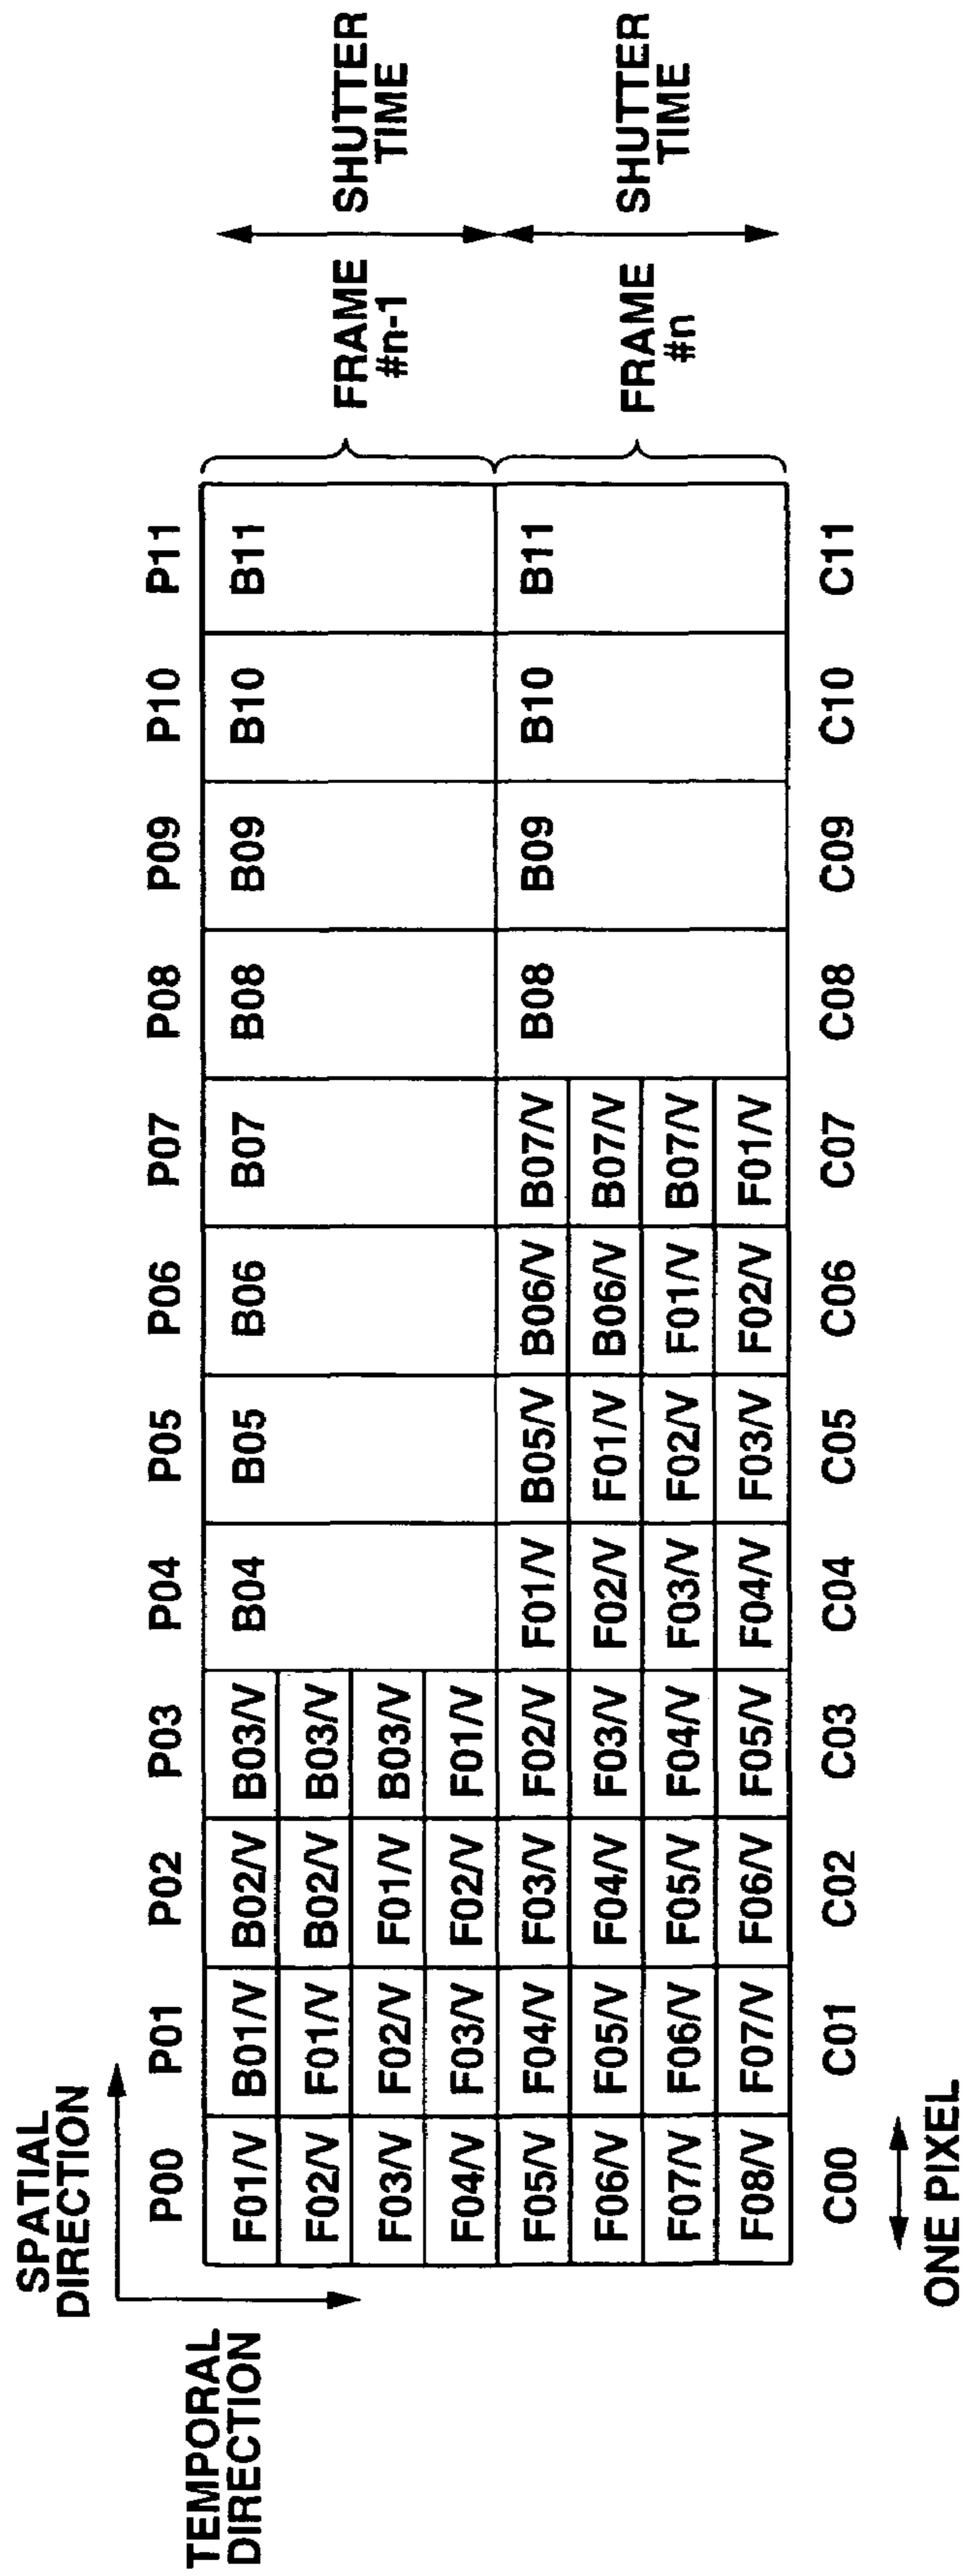 SPATIAL
DIRECTION
TEMPORAL
DIRECTION
P00 P01 P02 P03 P04 P05 P06 P07 P08 P09 P10 P11
F01/V B01/V B02/V B03/V B04 B05 B06 B07 B08 B09 B10 B11
F02/V F01/V B02/V B03/V
F03/V F02/V F01/V B03/V
F04/V F03/V F02/V F01/V
FRAME
#n-1
SHUTTER
TIME
F05/V F04/V F03/V F02/V F01/V B05/V B06/V B07/V B08 B09 B10 B11
F06/V F05/V F04/V F03/V F02/V F01/V B06/V B07/V
F07/V F06/V F05/V F04/V F03/V F02/V F01/V B07/V
F08/V F07/V F06/V F05/V F04/V F03/V F02/V F01/V
FRAME
#n
SHUTTER
TIME
C00 C01 C02 C03 C04 C05 C06 C07 C08 C09 C10 C11
ONE PIXEL